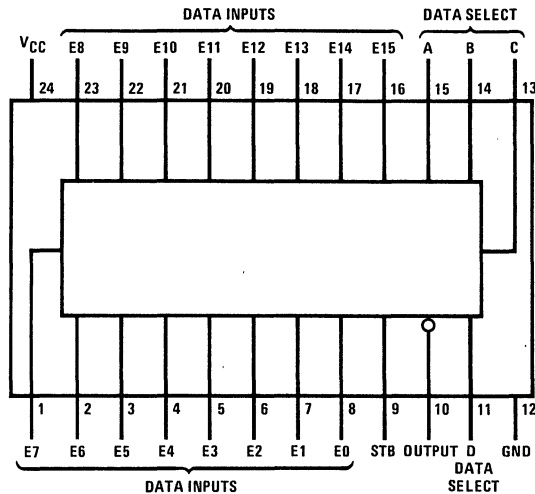 DATA INPUTS DATA SELECT
VCC E8 E9 E10 E11 E12 E13 E14 E15 A B C
24 23 22 21 20 19 18 17 16 15 14 13
1 2 3 4 5 6 7 8 9 10 11 12
E7 E6 E5 E4 E3 E2 E1 E0 STB OUTPUT D GND
DATA INPUTS DATA
SELECT